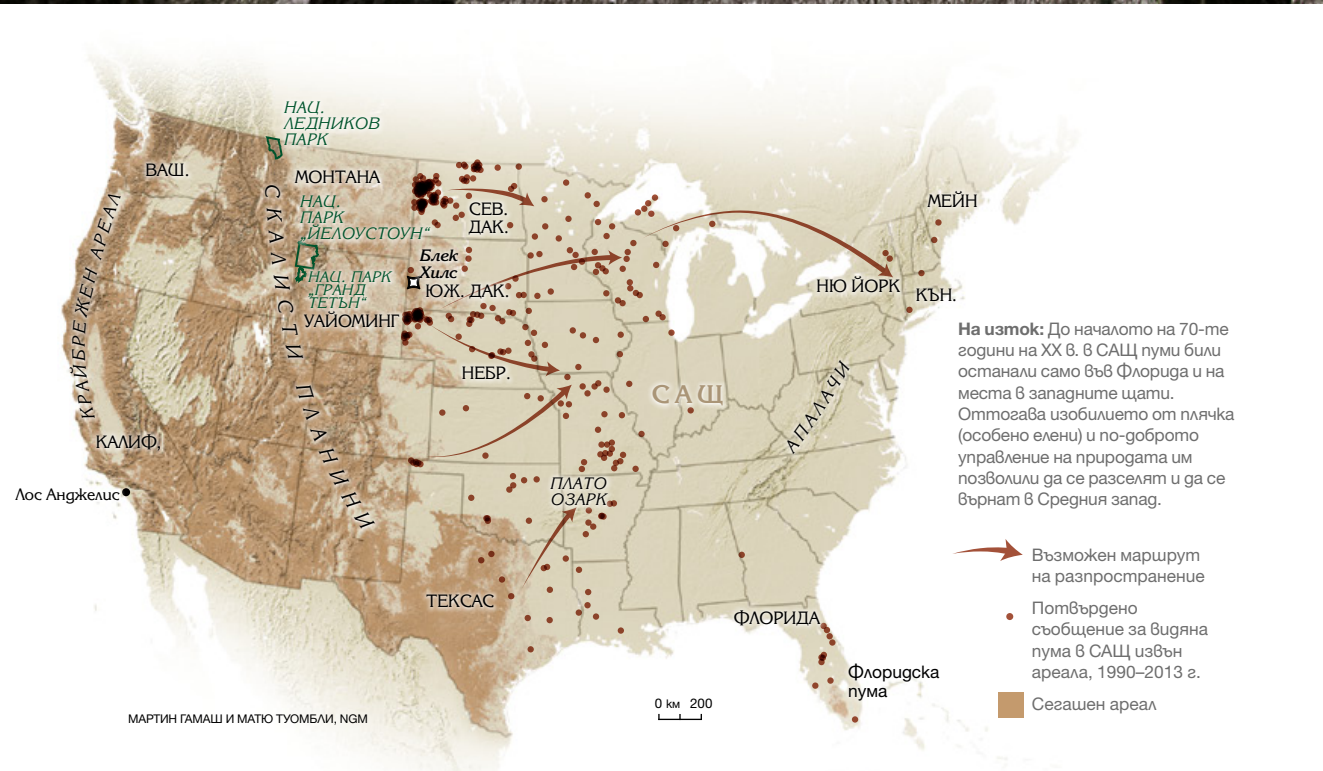 НАЦ.
ЛЕДНИКОВ
ПАРК
ВАШ.
МОНТАНА
НАЦ.
ПАРК
„ЙЕЛОУСТОУН“
СЕВ.
ДАК.
МЕЙН
КРАЙБРЕЖЕН АРЕАЛ
СКАЛИСТИ ПЛАНИНИ
Блек
Хилс
НАЦ. ПАРК
„ГРАНД
ТЕТЪН“
ЮЖ. ДАК.
НЮ ЙОРК
КЪН.
УАЙОМИНГ
НЕБР.
САЩ
АПАЛАЧИ
КАЛИФ.
Лос Анджелис
ПЛАТО
ОЗАРК
ТЕКСАС
ФЛОРИДА
Флоридска
пума
0 км 200
МАРТИН ГАМАШ И МАТЮ ТУОМБЛИ, NGM
На изток: До началото на 70-те
години на XX в. в САЩ пуми били
останали само във Флорида и на
места в западните щати.
Оттогава изобилието от плячка
(особено елени) и по-доброто
управление на природата им
позволили да се разселят и да се
върнат в Средния запад.
Възможен маршрут
на разпространение
Потвърдено
съобщение за видяна
пума в САЩ извън
ареала, 1990–2013 г.
Сегашен ареал